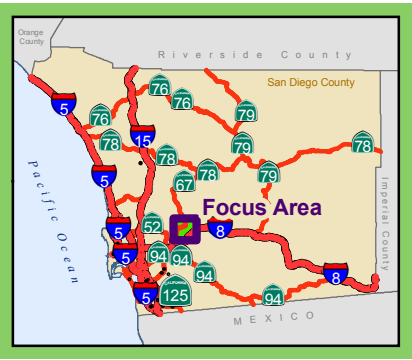 Orange
County
Riverside County
San Diego County
76
5
76
79
76
15
78
79
78
78
78
5
67
79
Focus Area
5
52
8
5
94
94
94
8
5
CALIFORNIA
125
94
Pacific Ocean
Imperial County
MEXICO